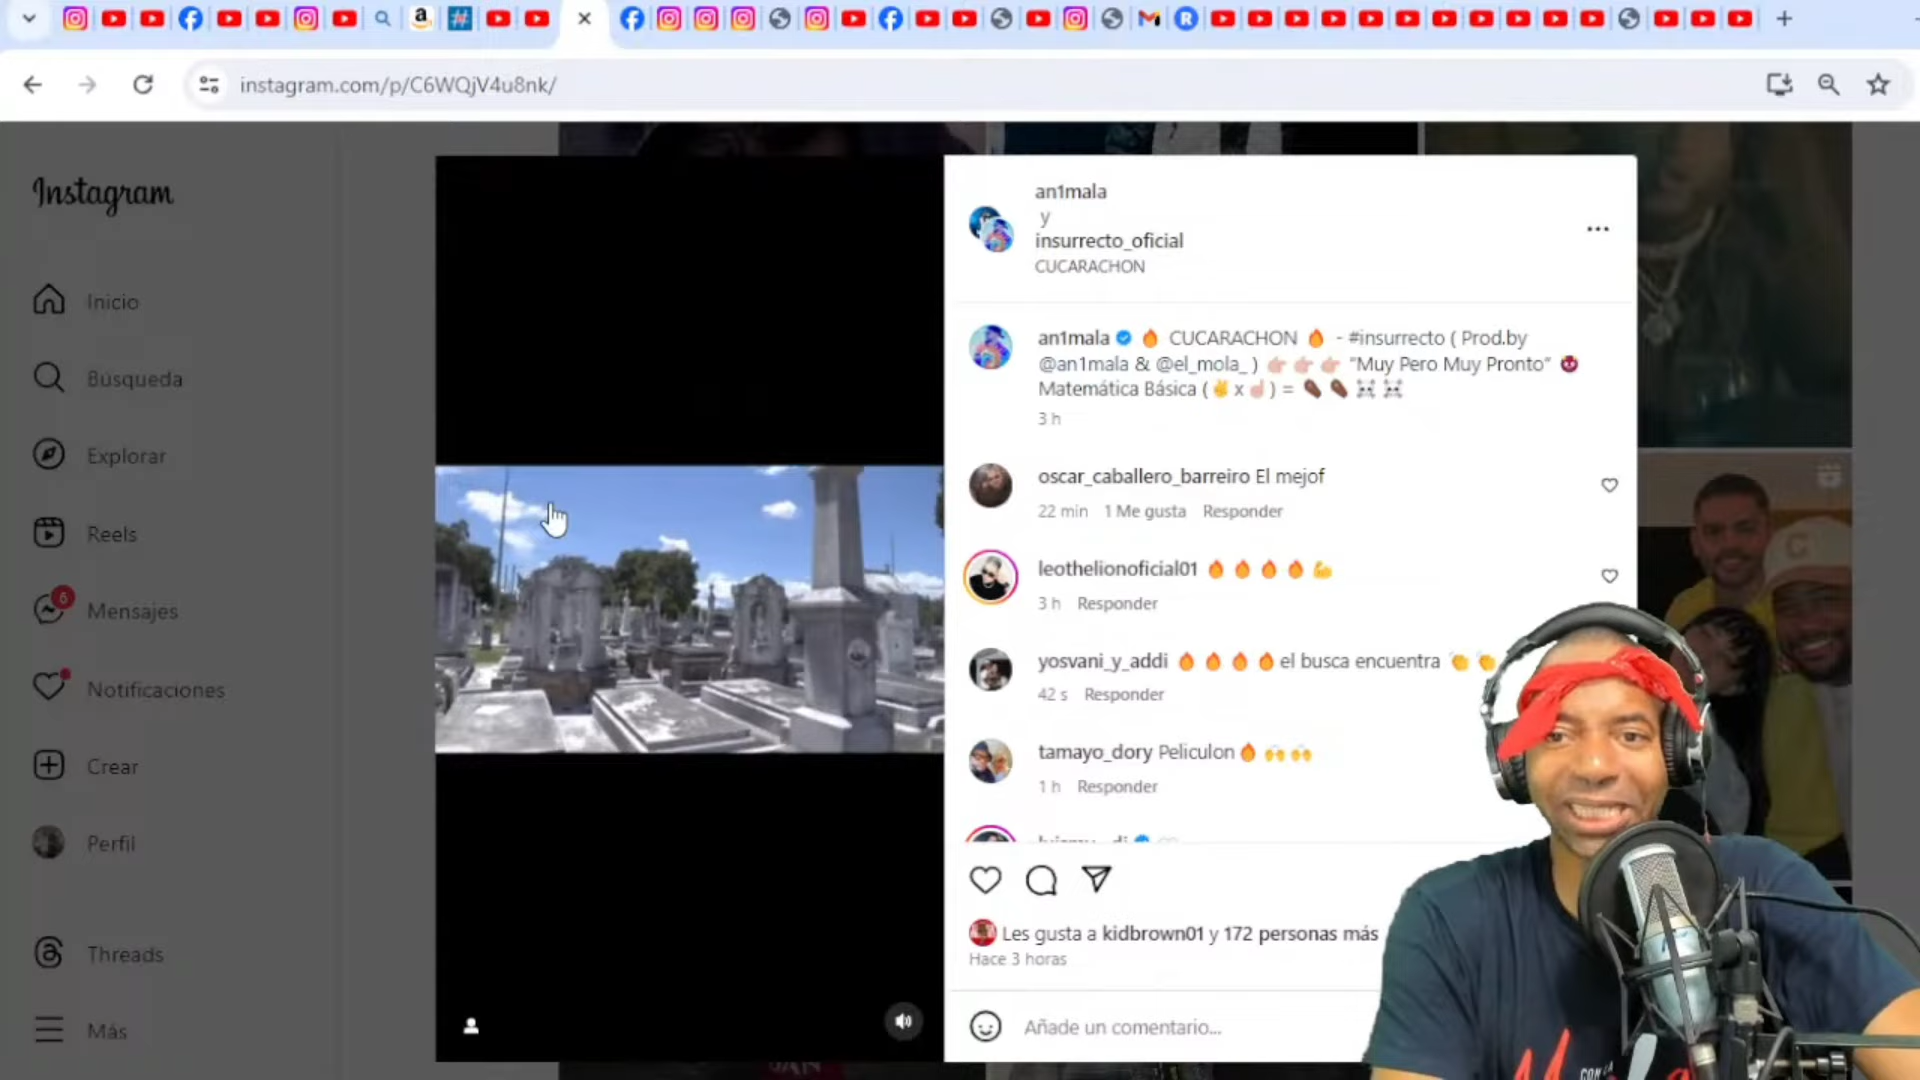 instagram.com/p/C6WQjV4u8nk/
Instagram
Inicio
Búsqueda
Explorar
Reels
6
Mensajes
Notificaciones
Crear
Perfil
Threads
Más
an1mala
y
insurrecto_oficial
CUCARACHON
an1mala 🔥 CUCARACHON 🔥 - #insurrecto ( Prod.by
@an1mala & @el_mola_ ) 👉🏻 👉🏻 👉🏻 “Muy Pero Muy Pronto”
Matemática Básica ( ✌ x ☝🏻 ) = ⚰ ⚰ ☠ ☠
3 h
oscar_caballero_barreiro El mejof
22 min 1 Me gusta Responder
leothelionoficial01 🔥 🔥 🔥 🔥 💪
3 h Responder
yosvani_y_addi 🔥 🔥 🔥 🔥 el busca encuentra 👏 👏
42 s Responder
tamayo_dory Peliculon 🔥 🙌 🙌
1 h Responder
Les gusta a kidbrown01 y 172 personas más
Hace 3 horas
Añade un comentario...
CON LA